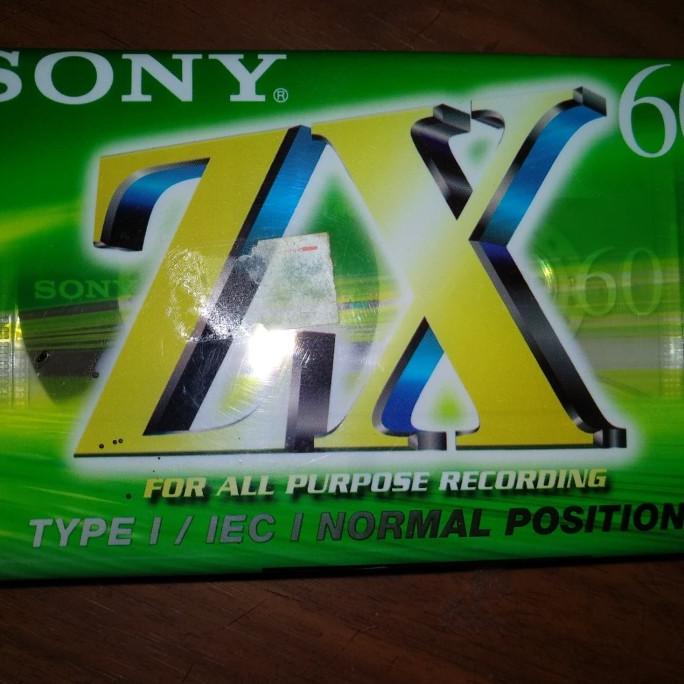 SONY®
60
ZX
SONY
60
FOR ALL PURPOSE RECORDING
TYPE I / IEC I NORMAL POSITION